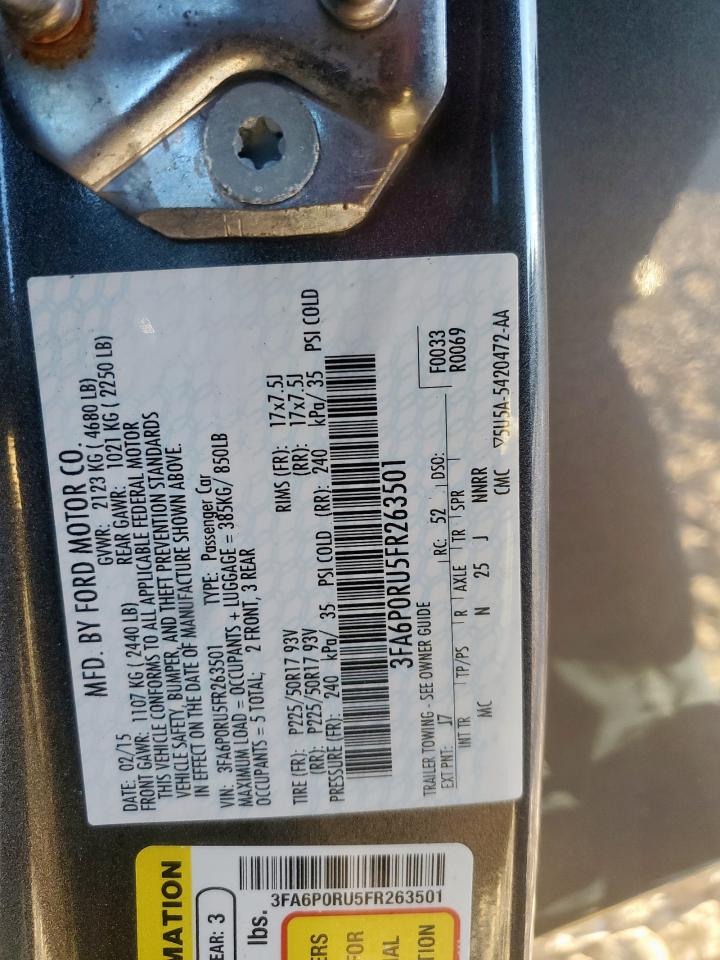 MFD. BY FORD MOTOR CO.
DATE: 02/15 GVWR: 2123 KG ( 4680 LB)
FRONT GAWR: 1107 KG ( 2440 LB) REAR GAWR: 1021 KG ( 2250 LB)
THIS VEHICLE CONFORMS TO ALL APPLICABLE FEDERAL MOTOR
VEHICLE SAFETY, BUMPER, AND THEFT PREVENTION STANDARDS
IN EFFECT ON THE DATE OF MANUFACTURE SHOWN ABOVE.
VIN: 3FA6P0RU5FR263501 TYPE: Passenger Car
MAXIMUM LOAD = OCCUPANTS + LUGGAGE = 385KG/ 850LB
OCCUPANTS = 5 TOTAL; 2 FRONT, 3 REAR
TIRE (FR): P225/50R17 93V RIMS (FR): 17x7.5J
(RR): P225/50R17 93V (RR): 17x7.5J
PRESSURE (FR): 240 kPa/ 35 PSI COLD (RR): 240 kPa/ 35 PSI COLD
3FA6P0RU5FR263501
TRAILER TOWING - SEE OWNER GUIDE F0033
EXT PNT: J7 RC: 52 DSO: R0069
INT TR TP/PS R AXLE TR SPR
MC N 25 J NNRR
CMC ▽5U5A-5420472-AA
MATION
EAR: 3
lbs.
3FA6P0RU5FR263501
ERS
FOR
AL
TION